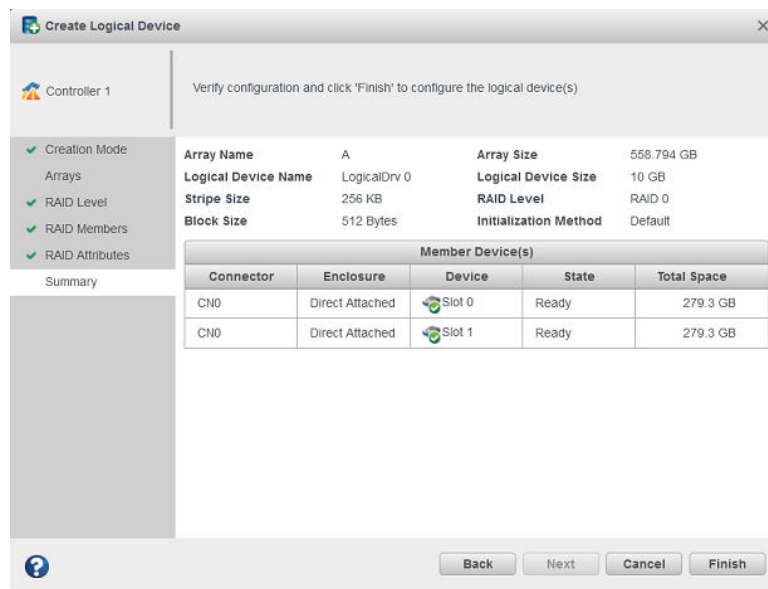 Create Logical Device
Controller 1
Verify configuration and click 'Finish' to configure the logical device(s)
Creation Mode
Arrays
RAID Level
RAID Members
RAID Attributes
Summary
Array Name A Array Size 558.794 GB
Logical Device Name LogicalDrv 0 Logical Device Size 10 GB
Stripe Size 256 KB RAID Level RAID 0
Block Size 512 Bytes Initialization Method Default
Member Device(s)
Connector Enclosure Device State Total Space
CN0 Direct Attached Slot 0 Ready 279.3 GB
CN0 Direct Attached Slot 1 Ready 279.3 GB
Back Next Cancel Finish